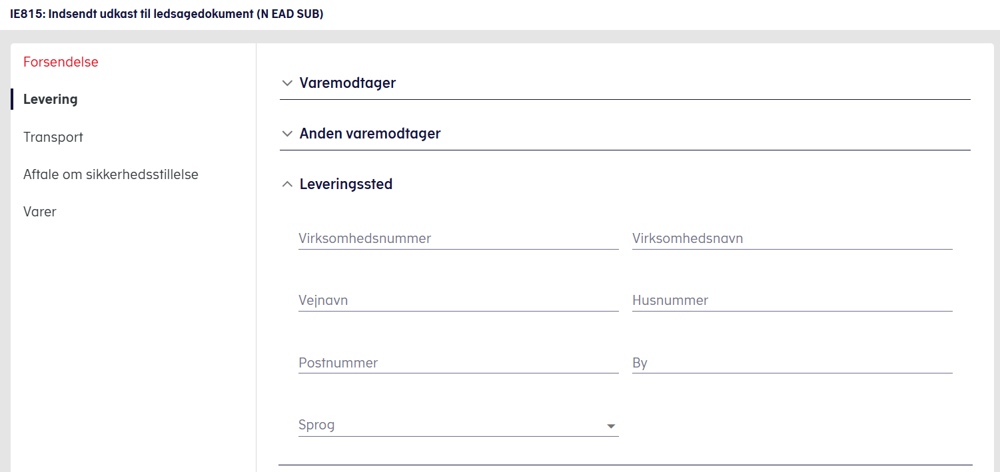 IE815: Indsendt udkast til ledsagedokument (N EAD SUB)
Forsendelse
Levering
Transport
Aftale om sikkerhedsstillelse
Varer
Varemodtager
Anden varemodtager
Leveringssted
Virksomhedsnummer Virksomhedsnavn
Vejnavn Husnummer
Postnummer By
Sprog